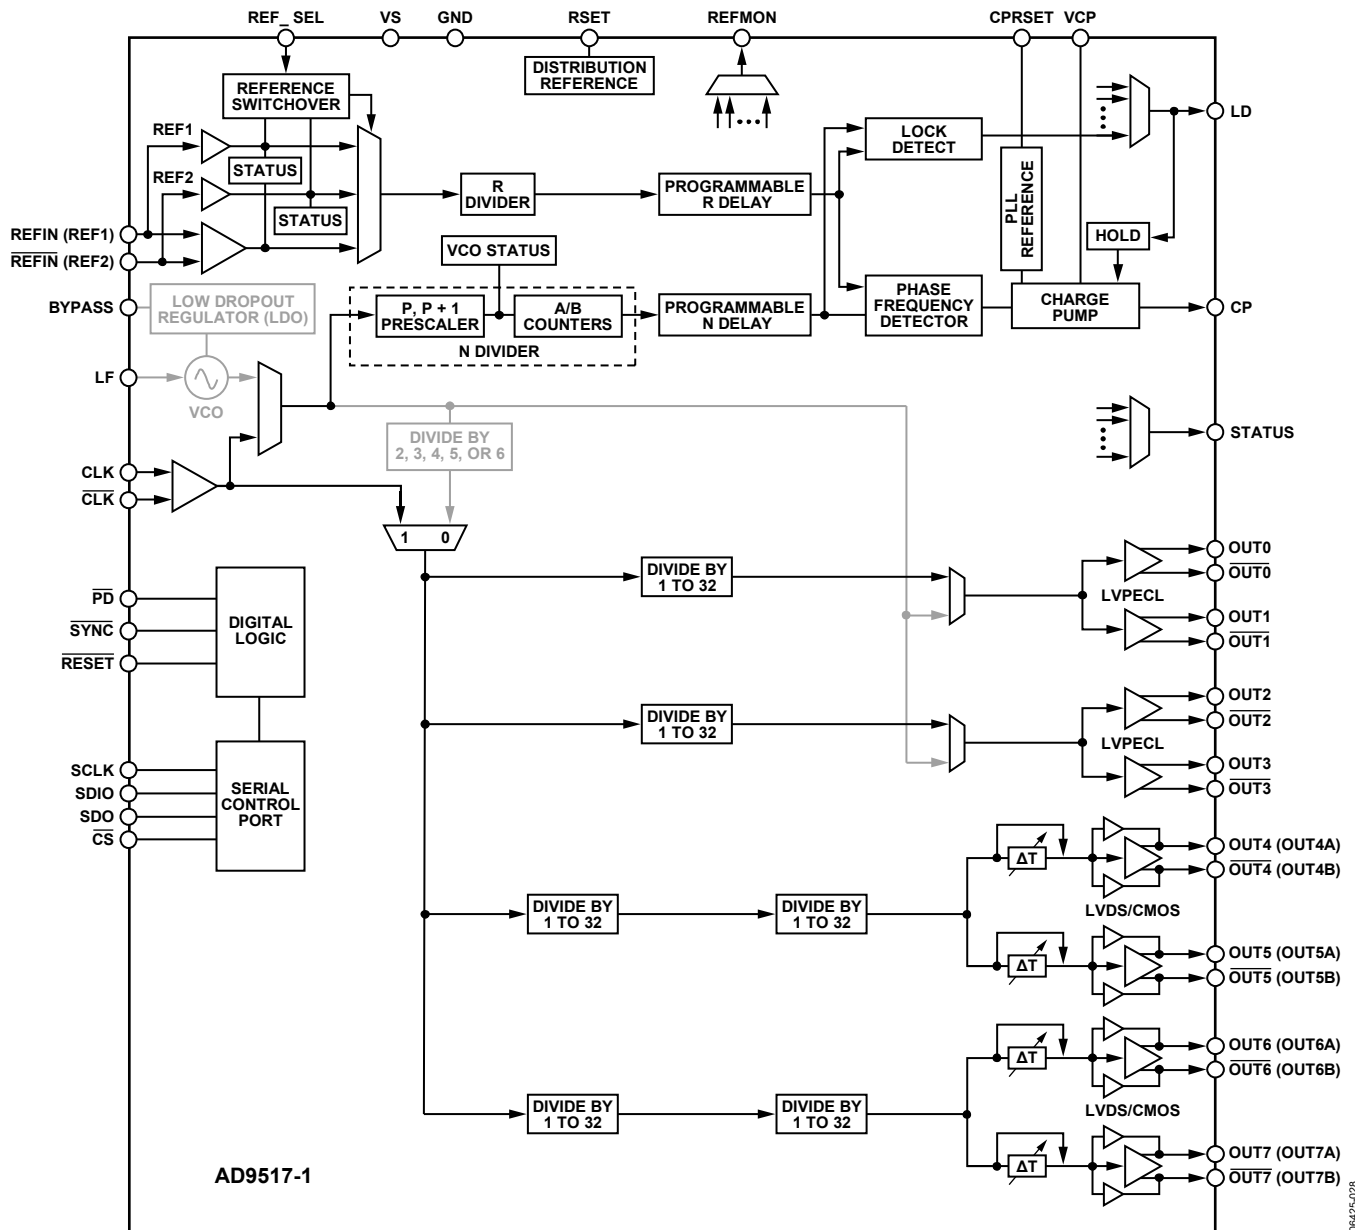 REF_ SEL
VS
GND
RSET
REFMON
CPRSET
VCP
DISTRIBUTION
REFERENCE
REFERENCE
SWITCHOVER
LD
REF1
LOCK
DETECT
STATUS
REF2
R
DIVIDER
PROGRAMMABLE
R DELAY
PLL
REFERENCE
STATUS
HOLD
REFIN (REF1)
REFIN (REF2)
VCO STATUS
BYPASS
LOW DROPOUT
REGULATOR (LDO)
P, P + 1
PRESCALER
A/B
COUNTERS
PROGRAMMABLE
N DELAY
PHASE
FREQUENCY
DETECTOR
CHARGE
PUMP
CP
N DIVIDER
LF
VCO
DIVIDE BY
2, 3, 4, 5, OR 6
STATUS
CLK
CLK
1 0
OUT0
DIVIDE BY
1 TO 32
OUT0
LVPECL
PD
OUT1
SYNC
DIGITAL
LOGIC
OUT1
RESET
OUT2
DIVIDE BY
1 TO 32
OUT2
LVPECL
OUT3
SCLK
OUT3
SDIO
SERIAL
CONTROL
PORT
SDO
CS
OUT4 (OUT4A)
ΔT
OUT4 (OUT4B)
DIVIDE BY
1 TO 32
DIVIDE BY
1 TO 32
LVDS/CMOS
OUT5 (OUT5A)
ΔT
OUT5 (OUT5B)
OUT6 (OUT6A)
ΔT
OUT6 (OUT6B)
DIVIDE BY
1 TO 32
DIVIDE BY
1 TO 32
LVDS/CMOS
OUT7 (OUT7A)
ΔT
OUT7 (OUT7B)
AD9517-1
06425-028